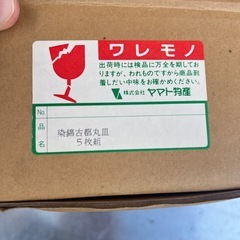 ワレモノ
出荷時には検品に万全を期してお
りますが、われものですから商品到
着しだい中味をお確かめ下さい。
株式会社 ヤマト物産
No.
品名
染錦古都丸皿
5枚組